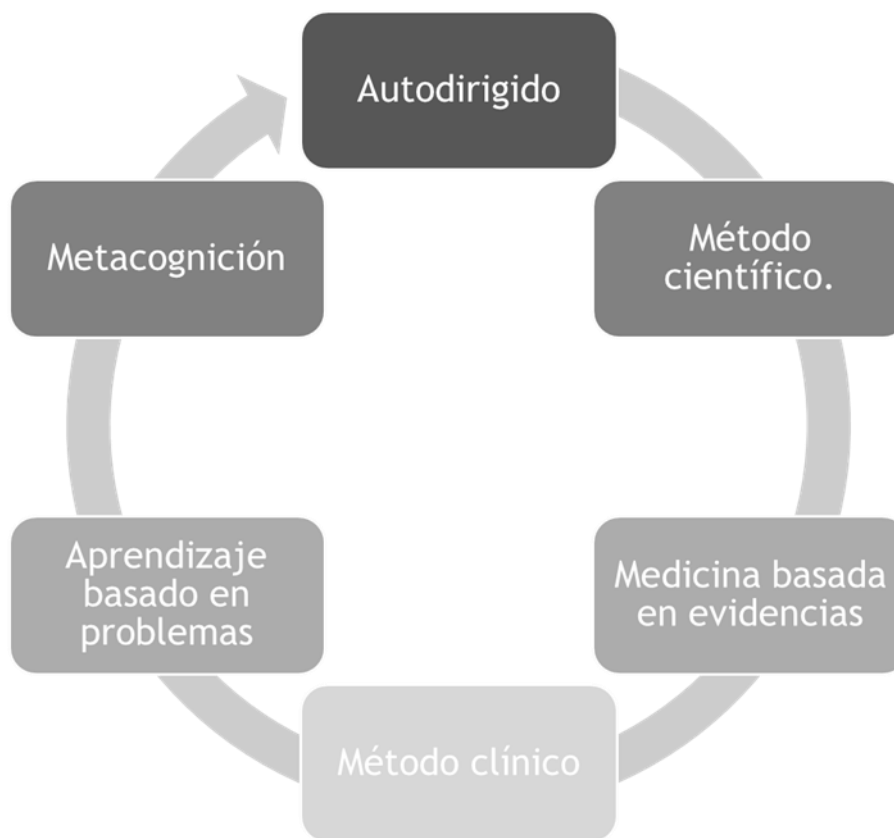 Autodirigido
Método
científico.
Medicina basada
en evidencias
Método clínico
Aprendizaje
basado en
problemas
Metacognición